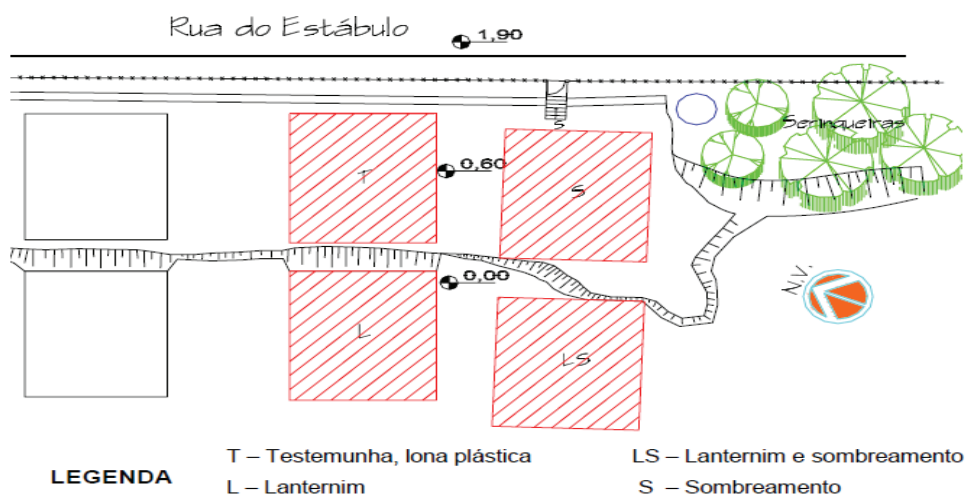 Rua do Estábulo
1,90
S
Seringueiras
T
0,60
S
0,00
N.V.
L
LS
LEGENDA
T – Testemunha, lona plástica
LS – Lanternim e sombreamento
L – Lanternim
S – Sombreamento